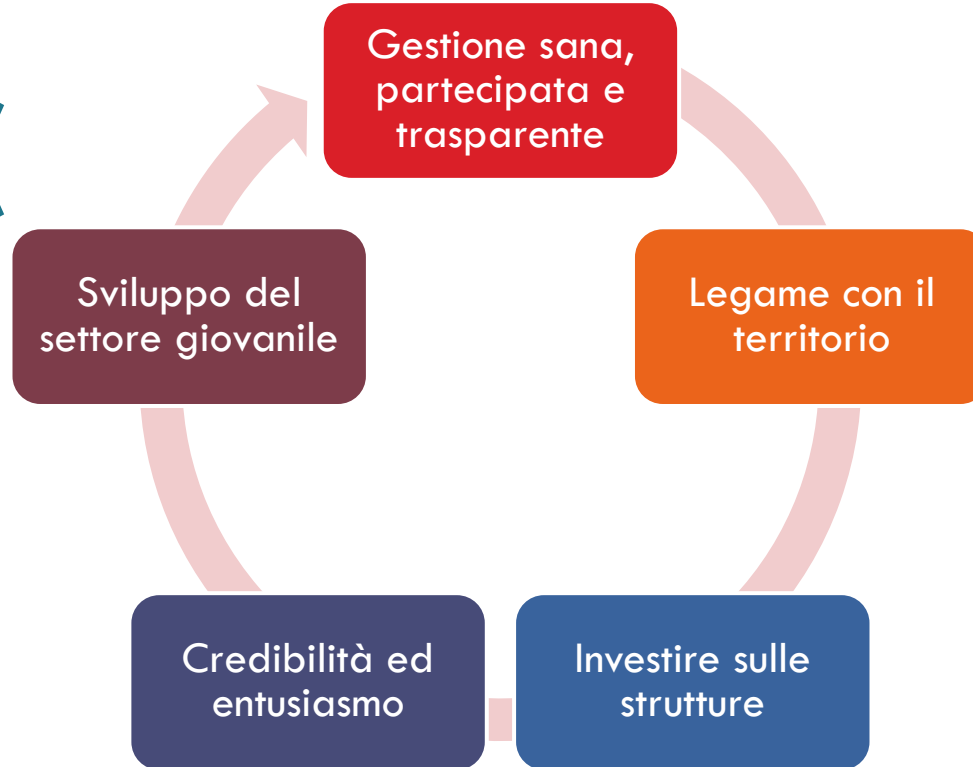 Gestione sana,
partecipata e
trasparente
Legame con il
territorio
Investire sulle
strutture
Credibilità ed
entusiasmo
Sviluppo del
settore giovanile